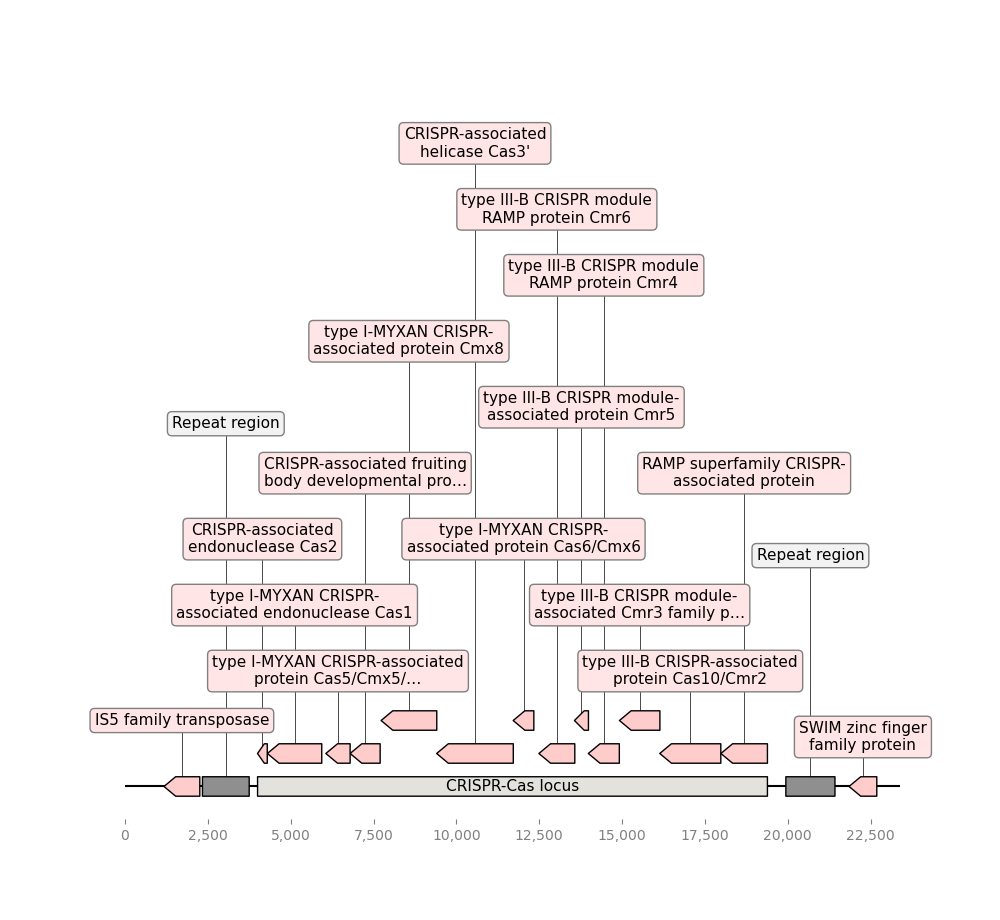 CRISPR-associated
helicase Cas3'
type III-B CRISPR module
RAMP protein Cmr6
type III-B CRISPR module
RAMP protein Cmr4
type I-MYXAN CRISPR-
associated protein Cmx8
type III-B CRISPR module-
associated protein Cmr5
Repeat region
CRISPR-associated fruiting
body developmental pro…
RAMP superfamily CRISPR-
associated protein
CRISPR-associated
endonuclease Cas2
type I-MYXAN CRISPR-
associated protein Cas6/Cmx6
Repeat region
type I-MYXAN CRISPR-
associated endonuclease Cas1
type III-B CRISPR module-
associated Cmr3 family p…
type I-MYXAN CRISPR-associated
protein Cas5/Cmx5/…
type III-B CRISPR-associated
protein Cas10/Cmr2
IS5 family transposase
SWIM zinc finger
family protein
CRISPR-Cas locus
0 2,500 5,000 7,500 10,000 12,500 15,000 17,500 20,000 22,500